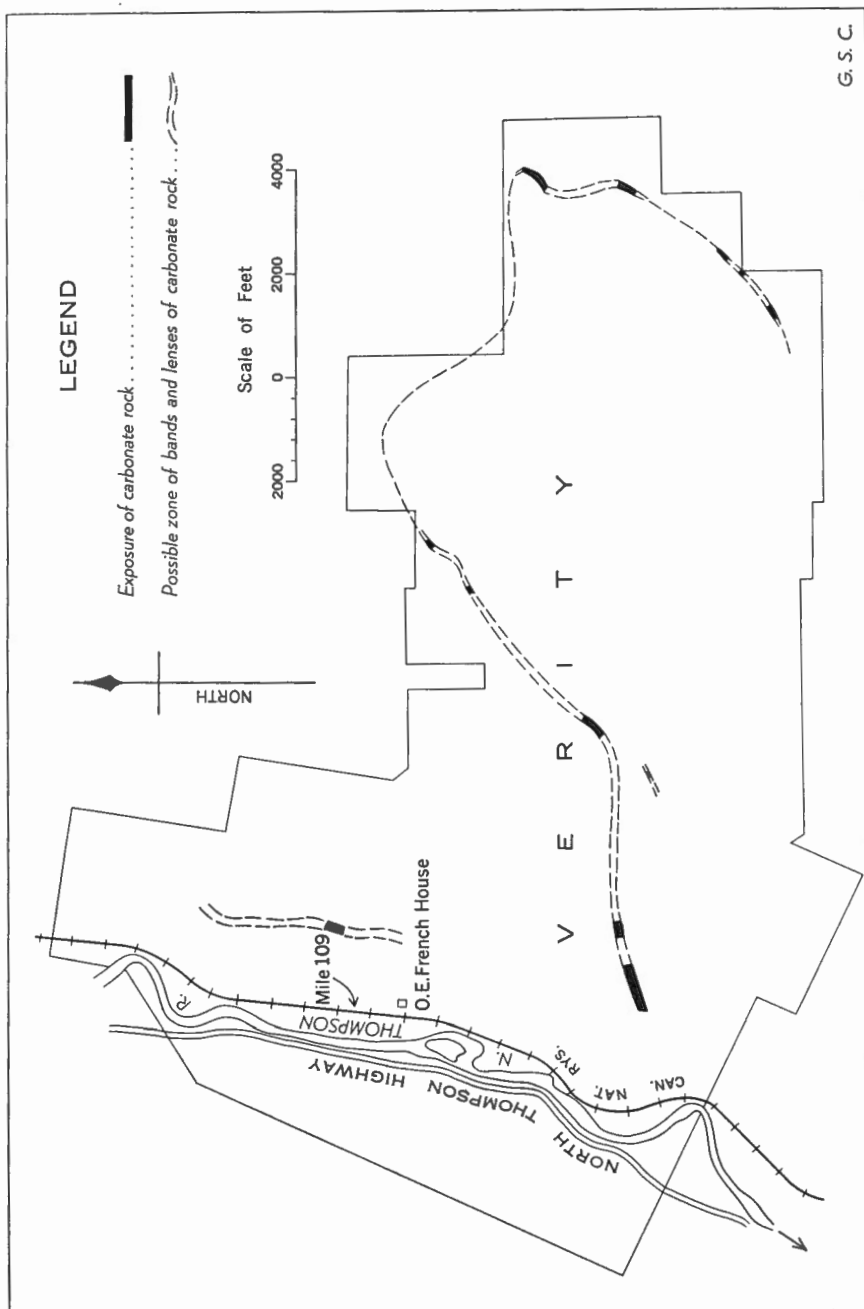 LEGEND
Exposure of carbonate rock
Possible zone of bands and lenses of carbonate rock
Scale of Feet
2000 0 2000 4000
NORTH
R.
Mile 109
THOMPSON
O.E. French House
N.
NORTH THOMPSON HIGHWAY
CAN. NAT. RYS.
VERITY
G. S. C.